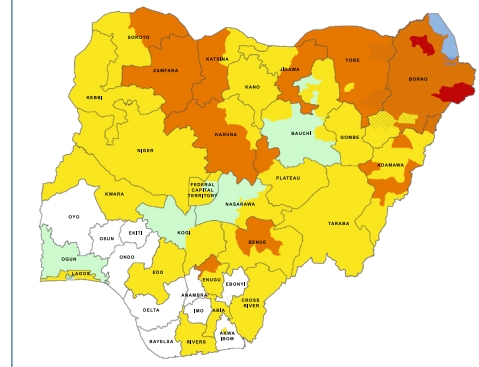 SOKOTO
KATSINA
ZAMFARA
JIGAWA
YOBE
BORNO
KANO
KEBBI
KADUNA
BAUCHI
GOMBE
NIGER
ADAMAWA
PLATEAU
FEDERAL
CAPITAL
TERRITORY
KWARA
NASARAWA
OYO
TARABA
KOGI
EKITI
OSUN
BENUE
ONDO
OGUN
LAGOS
EDO
ENUGU
EBONYI
ANAMBRA
CROSS
RIVER
DELTA
IMO
ABIA
AKWA
IBOM
BAYELSA
RIVERS